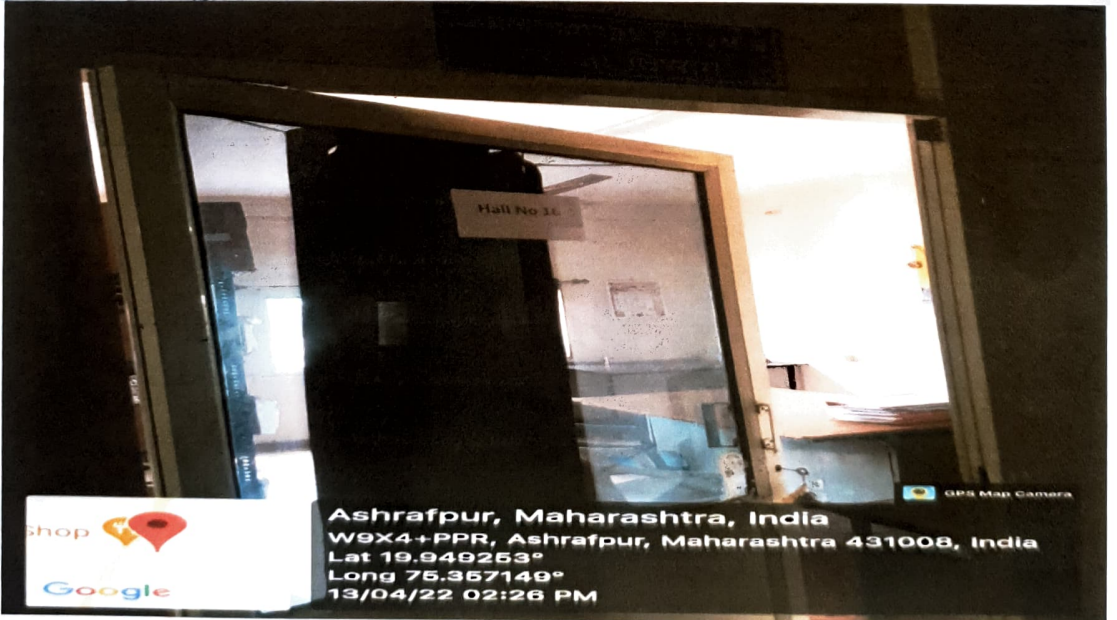 Hall No 16
GPS Map Camera
Shop
Google
Ashrafpur, Maharashtra, India
W9X4+PPR, Ashrafpur, Maharashtra 431008, India
Lat 19.949253°
Long 75.357149°
13/04/22 02:26 PM